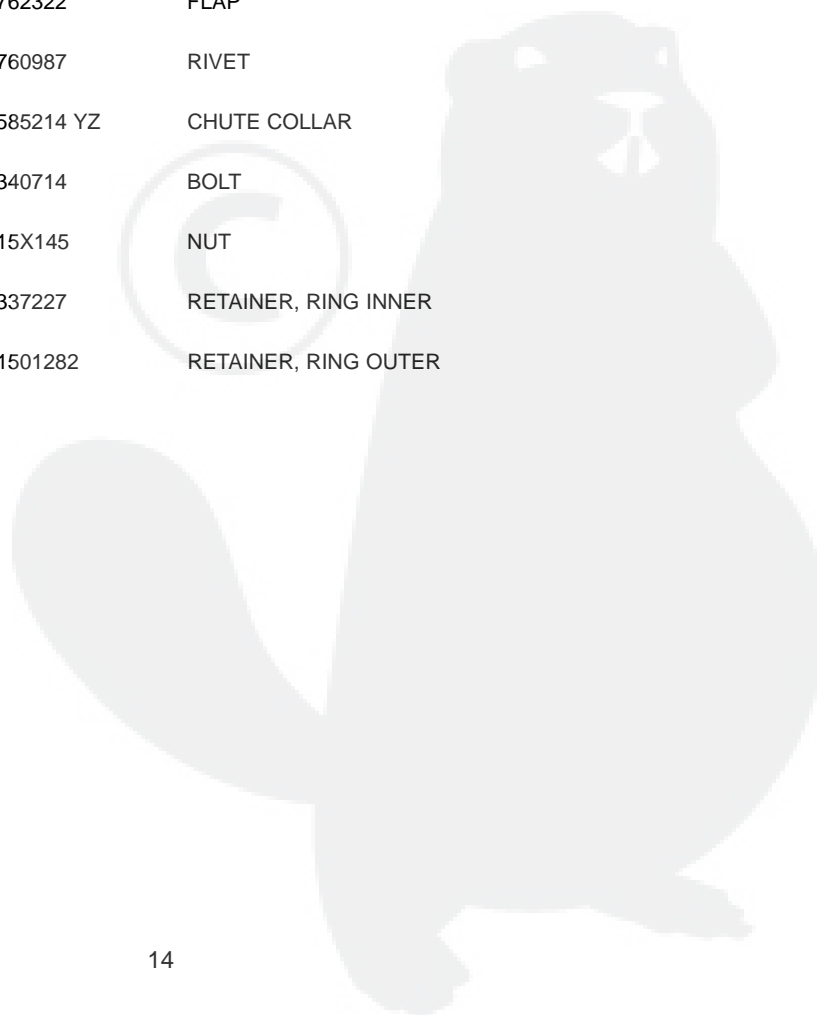 762322 FLAP
760987 RIVET
585214 YZ CHUTE COLLAR
340714 BOLT
15X145 NUT
337227 RETAINER, RING INNER
1501282 RETAINER, RING OUTER
©
14